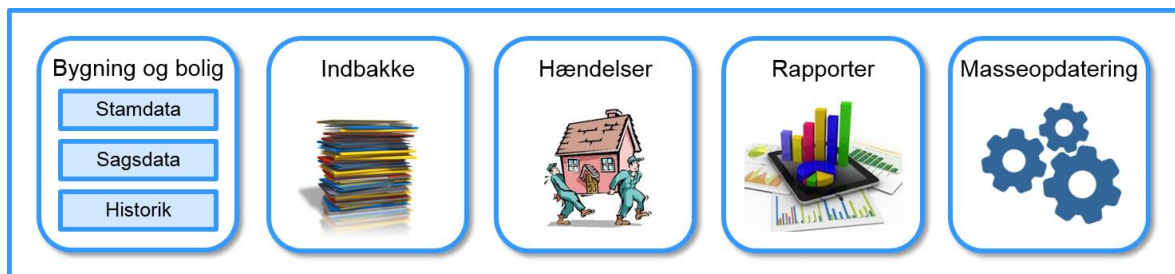 Bygning og bolig
Stamdata
Sagsdata
Historik
Indbakke
Hændelser
Rapporter
Masseopdatering